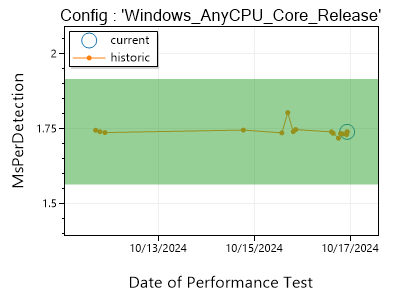 Config : 'Windows_AnyCPU_Core_Release'
current
historic
2
1.75
1.5
MsPerDetection
10/13/2024
10/15/2024
10/17/2024
Date of Performance Test